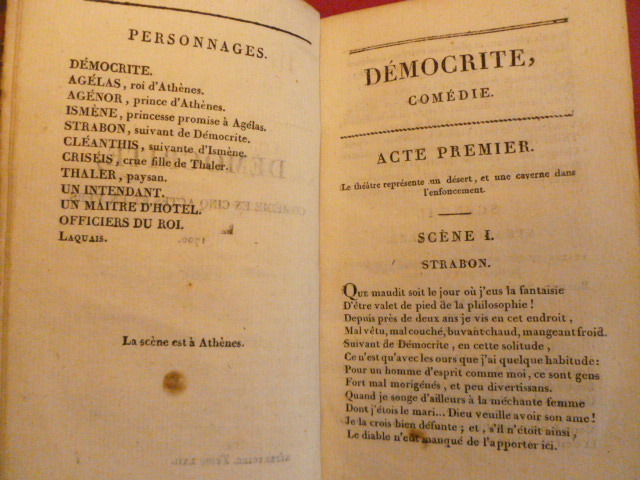 PERSONNAGES.
DÉMOCRITE.
AGÉLAS, roi d'Athènes.
AGÉNOR, prince d'Athènes.
ISMÈNE, princesse promise à Agélas.
STRABON, suivant de Démocrite.
CLÉANTHIS, suivante d'Ismène.
CRISÉIS, crue fille de Thaler.
THALER, paysan.
UN INTENDANT.
UN MAITRE D'HÔTEL.
OFFICIERS DU ROI.
LAQUAIS.
La scène est à Athènes.
DÉMOCRITE,
COMÉDIE.
ACTE PREMIER.
Le théâtre représente un désert, et une caverne dans
l'enfoncement.
SCÈNE I.
STRABON.
QUE maudit soit le jour où j'eus la fantaisie
D'être valet de pied de la philosophie !
Depuis près de deux ans je vis en cet endroit,
Mal vêtu, mal couché, buvant chaud, mangeant froid.
Suivant de Démocrite, en cette solitude,
Ce n'est qu'avec les ours que j'ai quelque habitude:
Pour un homme d'esprit comme moi, ce sont gens
Fort mal morigénés, et peu divertissans.
Quand je songe d'ailleurs à la méchante femme
Dont j'étois le mari... Dieu veuille avoir son ame !
Je la crois bien défunte ; et, s'il n'étoit ainsi,
Le diable n'eût manqué de l'apporter ici.